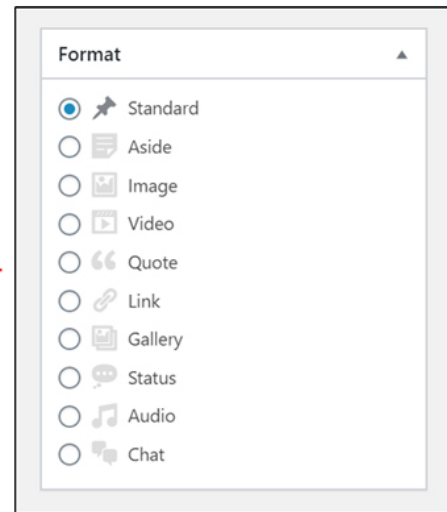 Format
Standard
Aside
Image
Video
Quote
Link
Gallery
Status
Audio
Chat